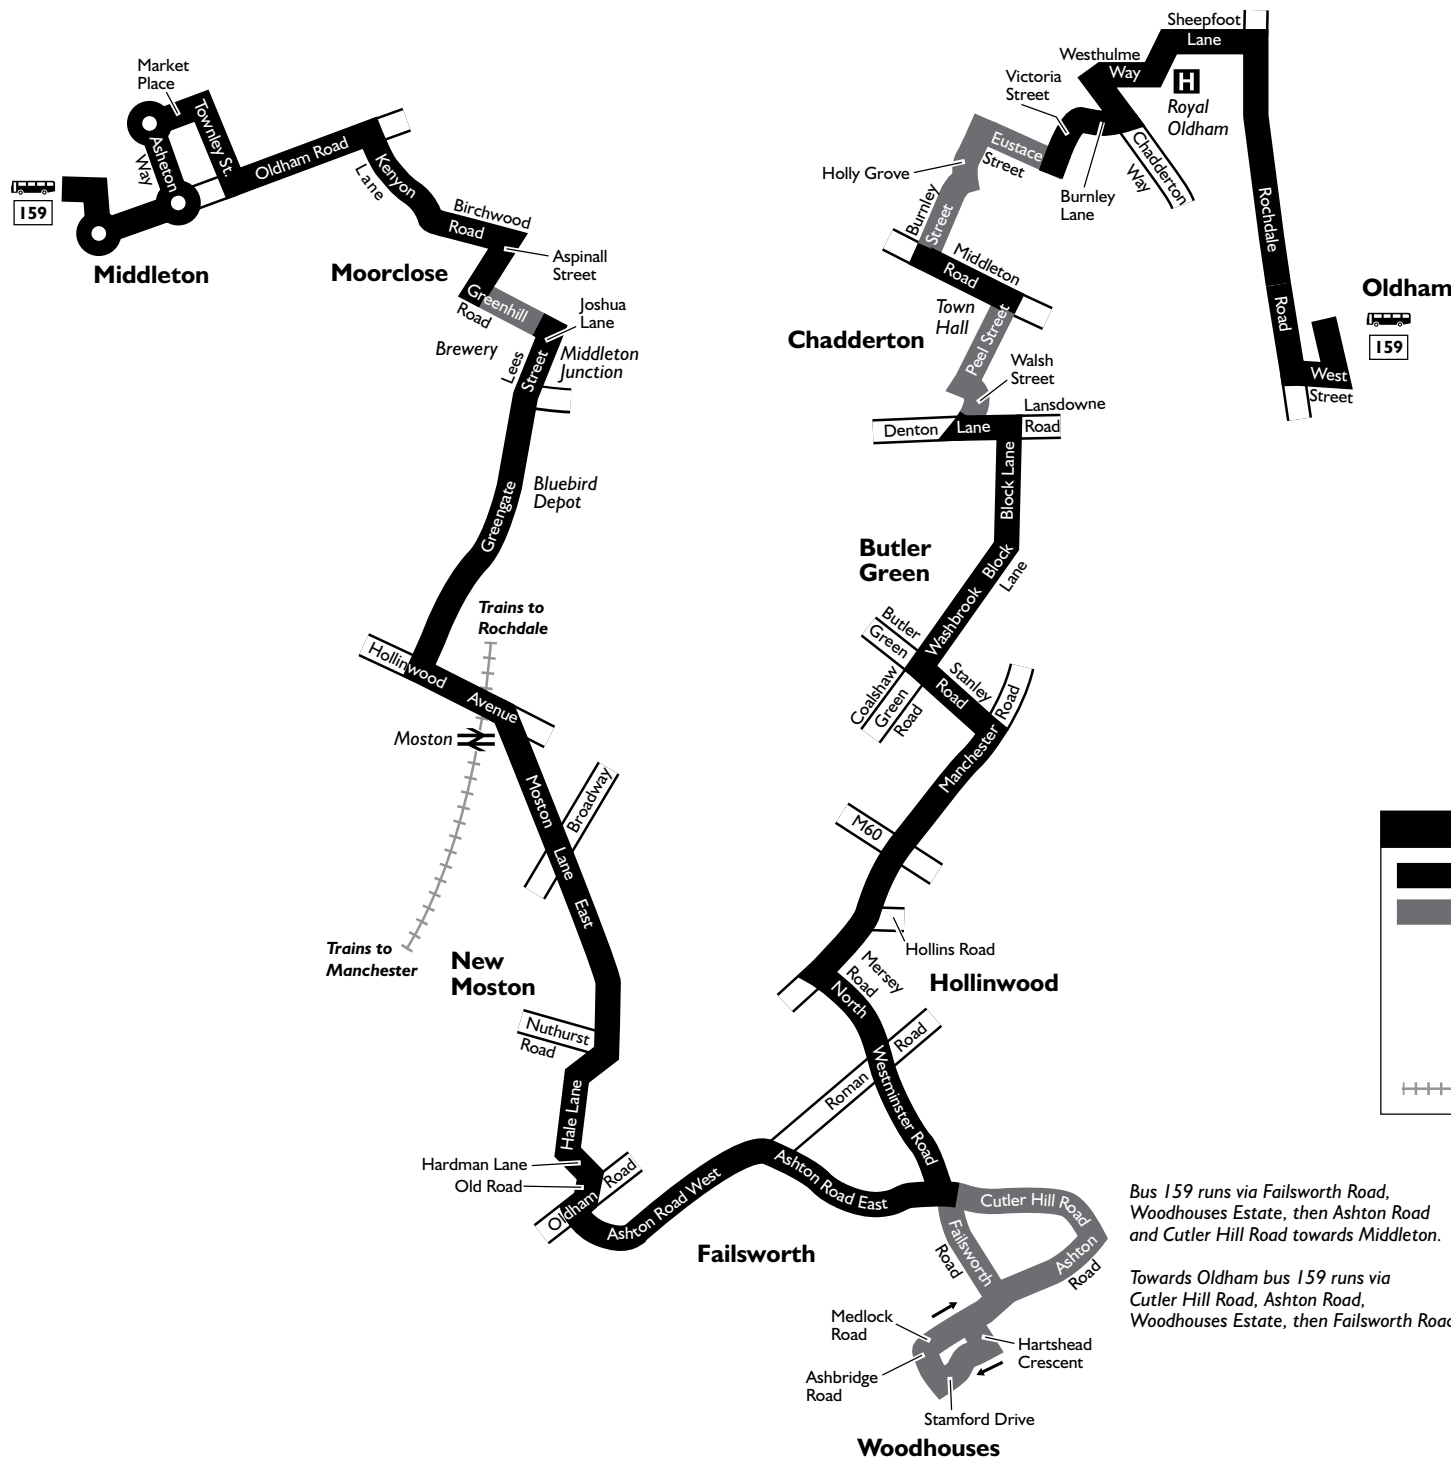 Market
Place
Townley St.
Asheton
Way
Oldham Road
Kenyon
Lane
Birchwood
Road
159
Middleton
Moorclose
Aspinall
Street
Greenhill
Road
Joshua
Lane
Brewery
Lees
Street
Middleton
Junction
Greengate
Bluebird
Depot
Trains to
Rochdale
Hollinwood
Avenue
Moston
Moston
Lane
East
Broadway
Trains to
Manchester
New
Moston
Nuthurst
Road
Hale Lane
Hardman Lane
Old Road
Oldham
Road
Ashton Road West
Failsworth
Ashton Road East
Sheepfoot
Lane
Westhulme
Way
Victoria
Street
H
Royal
Oldham
Eustace
Street
Chadderton
Way
Holly Grove
Burnley
Lane
Burnley
Street
Middleton
Road
Town
Hall
Rochdale
Road
Oldham
159
West
Street
Chadderton
Peel Street
Walsh
Street
Lansdowne
Road
Denton
Lane
Block Lane
Butler
Green
Block
Lane
Washbrook
Butler
Green
Stanley
Road
Coalshaw
Green
Road
Road
Manchester
M60
Hollins Road
Mersey
Road
North
Hollinwood
Roman
Road
Westminster Road
Cutler Hill Road
Failsworth
Road
Ashton
Road
Bus 159 runs via Failsworth Road,
Woodhouses Estate, then Ashton Road
and Cutler Hill Road towards Middleton.
Towards Oldham bus 159 runs via
Cutler Hill Road, Ashton Road,
Woodhouses Estate, then Failsworth Road
Medlock
Road
Hartshead
Crescent
Ashbridge
Road
Stamford Drive
Woodhouses